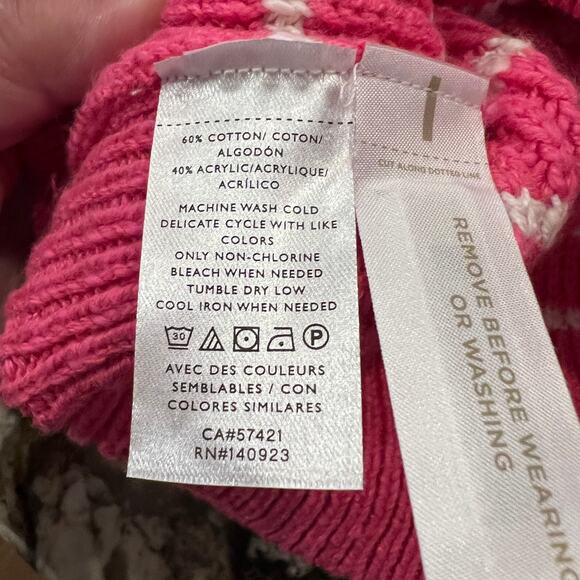 60% COTTON/ COTON/
ALGODÓN
40% ACRYLIC/ACRYLIQUE/
ACRÍLICO
MACHINE WASH COLD
DELICATE CYCLE WITH LIKE
COLORS
ONLY NON-CHLORINE
BLEACH WHEN NEEDED
TUMBLE DRY LOW
COOL IRON WHEN NEEDED
30 P
AVEC DES COULEURS
SEMBLABLES / CON
COLORES SIMILARES
CA#57421
RN#140923
CUT ALONG DOTTED LINE
REMOVE BEFORE WEARING
OR WASHING